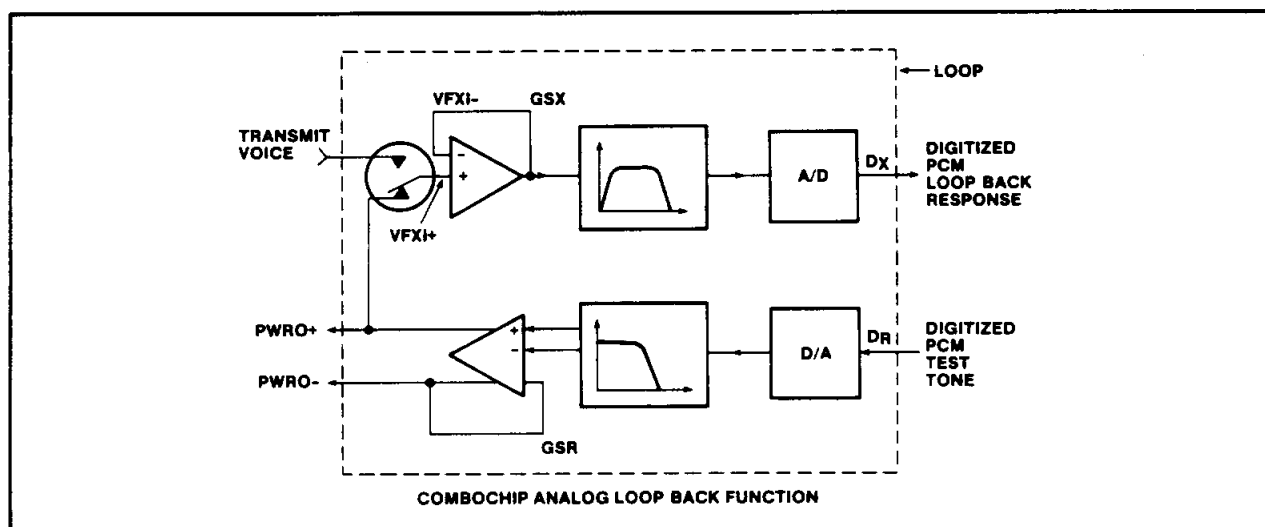 LOOP
VFXI-
GSX
TRANSMIT
VOICE
-
+
VFXI+
A/D
DX
DIGITIZED
PCM
LOOP BACK
RESPONSE
PWRO+
PWRO-
+
-
GSR
D/A
DR
DIGITIZED
PCM
TEST
TONE
COMBOCHIP ANALOG LOOP BACK FUNCTION